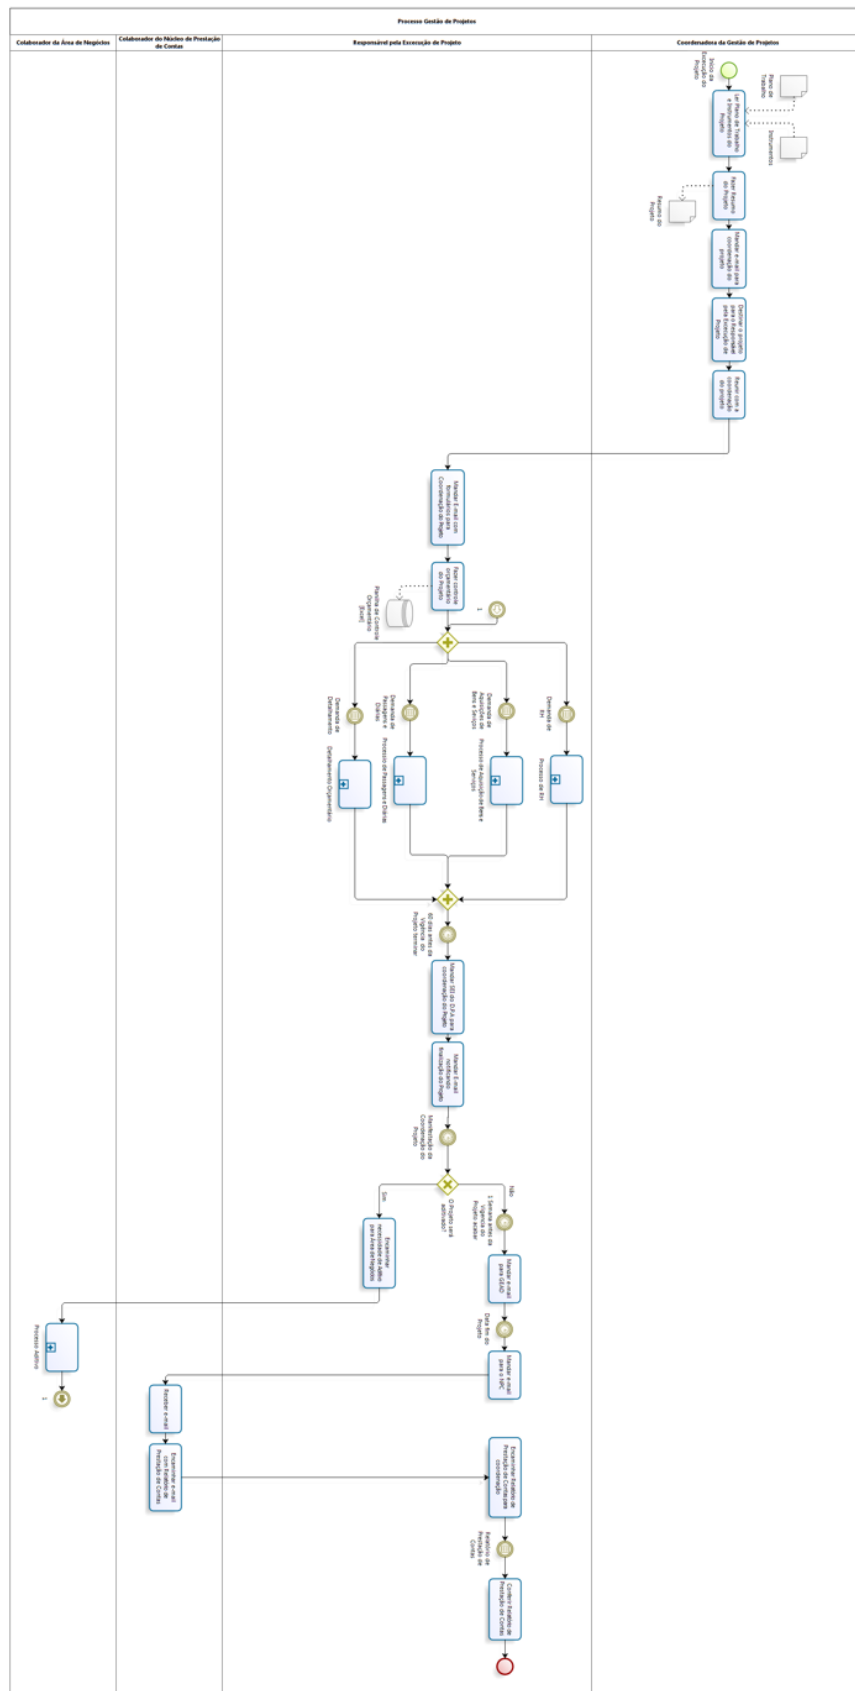 Processo Gestão de Projetos
Colaborador da Área de Negócios
Colaborador do Núcleo de Prestação
de Contas
Responsável pela Excecução de Projeto
Coordenadora da Gestão de Projetos
Início da
Execução do
Projeto
Plano de
Trabalho
Ler Plano de Trabalho
e Instrumentos do
Projeto
Instrumentos
Fazer Resumo
do Projeto
Resumo do
Projeto
Mandar e-mail para
coordenação do
projeto
Destinar o projeto
para o Responsável
pela Execução de
Projeto
Reunir com a
coordenação
do projeto
Mandar E-mail com
formulários para
Coordenação do Projeto
Fazer controle
orçamentário
do Projeto
Planilha de Controle
Orçamentário
[Excel]
1
Demanda de
Detalhamento
Demanda de
Passagens e
Diárias
Demanda de
Aquisições de
Bens e Serviços
Demanda de
RH
Detalhamento Orçamentário
Processo de Passagens e Diárias
Processo de Aquisição de Bens e
Serviços
Processo de RH
60 dias antes da
Vigência do
Projeto terminar
Mandar SEI do D.P.A para
coordenação do Projeto
Mandar E-mail
notificando
finalização do Projeto
Manifestação da
Coordenação do
Projeto
O Projeto será
aditivado?
Sim
Não
1 Semana antes da
Vigência do
Projeto acabar
Encaminhar
necessidade de Aditivo
para Área de Negócios
Mandar e-mail
para GEAD
Data fim do
Projeto
Mandar e-mail
para o NPC
Processo Aditivo
1
Receber e-mail
Encaminhar e-mail
com Relatório de
Prestação de Contas
Encaminhar Relatório de
Prestação de Contas para
coordenação
Relatório de
Prestação de
Contas
Conferir Relatório de
Prestação de Contas